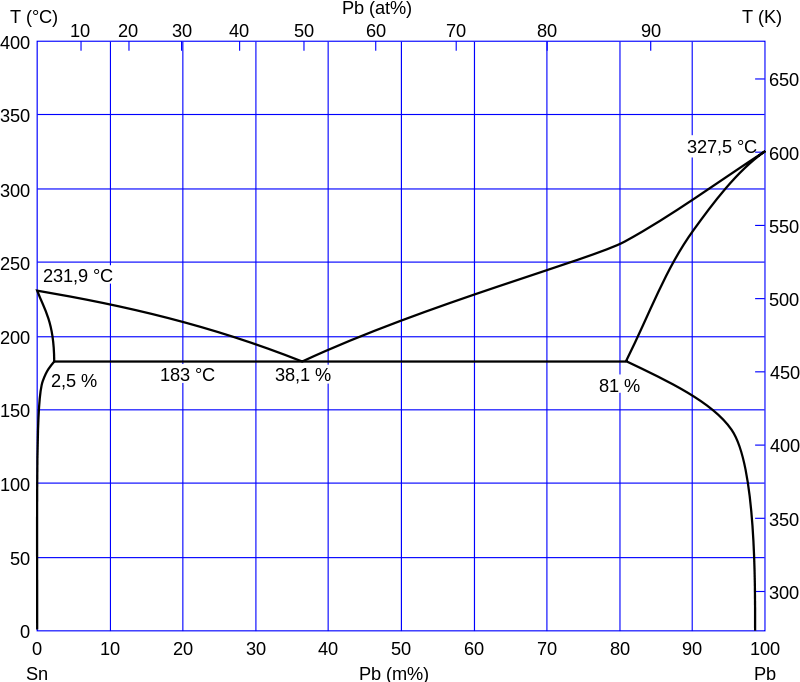 Pb (at%)
T (°C)
T (K)
10 20 30 40 50 60 70 80 90
400
650
350
327,5 °C
600
300
550
250
231,9 °C
500
200
2,5 %
183 °C
38,1 %
81 %
450
150
400
100
350
50
300
0
0 10 20 30 40 50 60 70 80 90 100
Sn
Pb (m%)
Pb